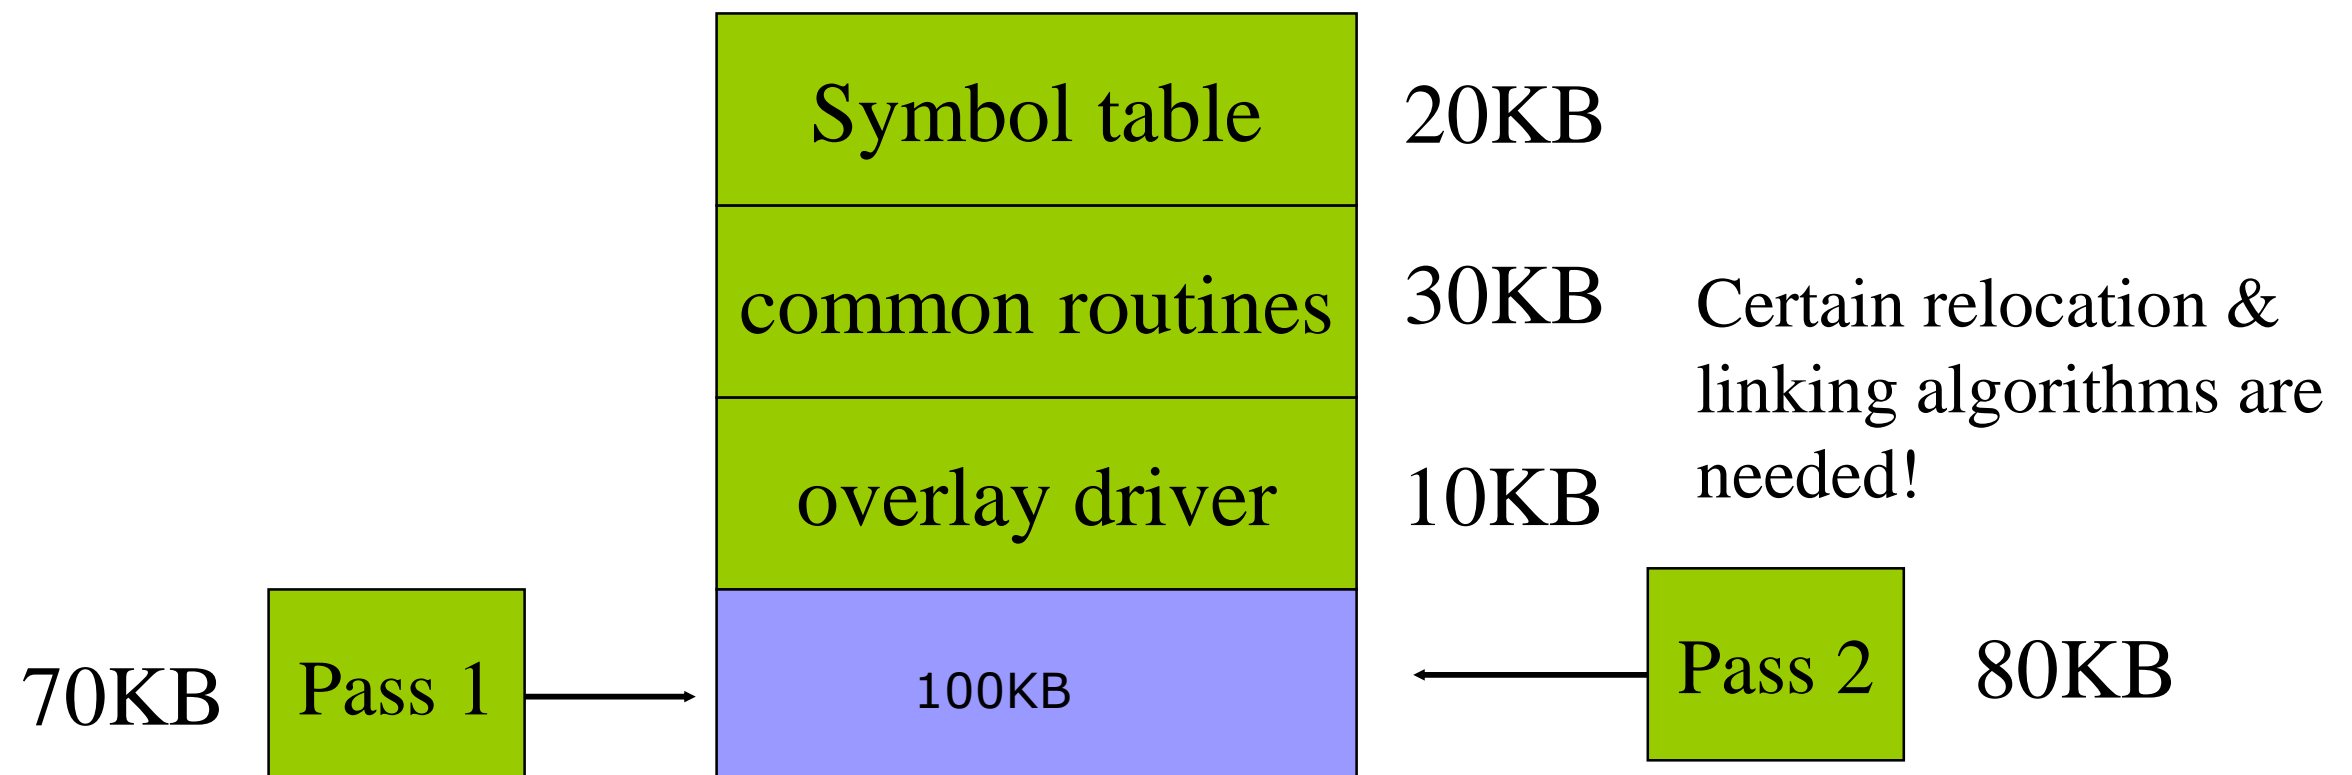 Symbol table
20KB
common routines
30KB
Certain relocation &
linking algorithms are
needed!
overlay driver
10KB
70KB
Pass 1
100KB
Pass 2
80KB